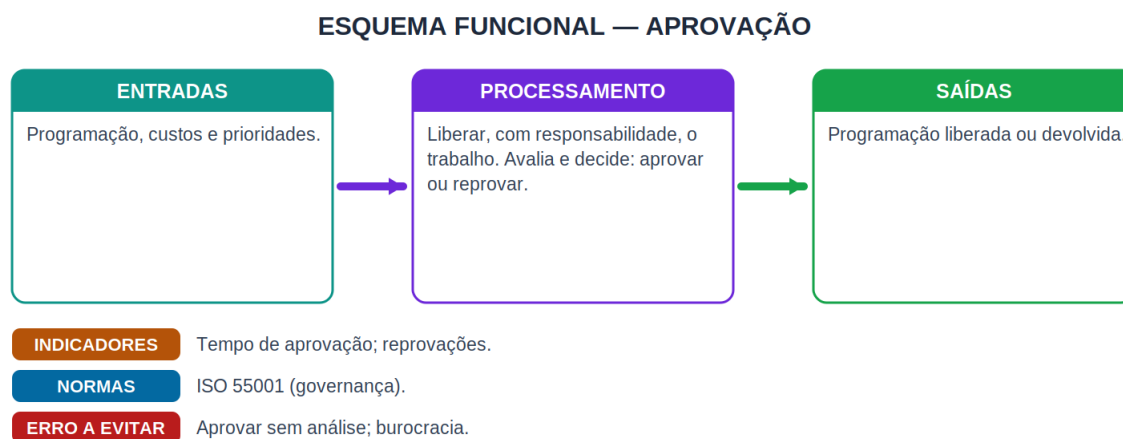 ESQUEMA FUNCIONAL — APROVAÇÃO
ENTRADAS
Programação, custos e prioridades.
PROCESSAMENTO
Liberar, com responsabilidade, o
trabalho. Avalia e decide: aprovar
ou reprovar.
SAÍDAS
Programação liberada ou devolvida.
INDICADORES
Tempo de aprovação; reprovações.
NORMAS
ISO 55001 (governança).
ERRO A EVITAR
Aprovar sem análise; burocracia.